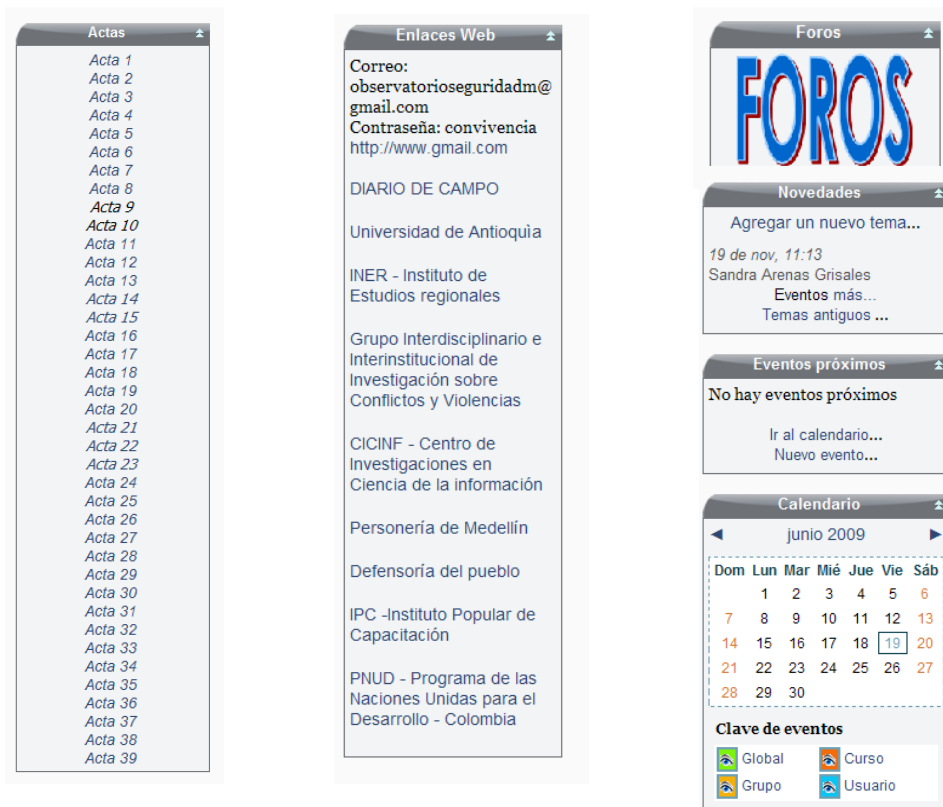 Actas
Acta 1
Acta 2
Acta 3
Acta 4
Acta 5
Acta 6
Acta 7
Acta 8
Acta 9
Acta 10
Acta 11
Acta 12
Acta 13
Acta 14
Acta 15
Acta 16
Acta 17
Acta 18
Acta 19
Acta 20
Acta 21
Acta 22
Acta 23
Acta 24
Acta 25
Acta 26
Acta 27
Acta 28
Acta 29
Acta 30
Acta 31
Acta 32
Acta 33
Acta 34
Acta 35
Acta 36
Acta 37
Acta 38
Acta 39
Enlaces Web
Correo:
observatorioseguridadm@
gmail.com
Contraseña: convivencia
http://www.gmail.com
DIARIO DE CAMPO
Universidad de Antioquìa
INER - Instituto de
Estudios regionales
Grupo Interdisciplinario e
Interinstitucional de
Investigación sobre
Conflictos y Violencias
CICINF - Centro de
Investigaciones en
Ciencia de la información
Personería de Medellín
Defensoría del pueblo
IPC -Instituto Popular de
Capacitación
PNUD - Programa de las
Naciones Unidas para el
Desarrollo - Colombia
Foros
FOROS
Novedades
Agregar un nuevo tema...
19 de nov, 11:13
Sandra Arenas Grisales
Eventos más...
Temas antiguos ...
Eventos próximos
No hay eventos próximos
Ir al calendario...
Nuevo evento...
Calendario
◄ junio 2009 ►
Dom Lun Mar Mié Jue Vie Sáb
1 2 3 4 5 6
7 8 9 10 11 12 13
14 15 16 17 18 19 20
21 22 23 24 25 26 27
28 29 30
Clave de eventos
Global Curso
Grupo Usuario